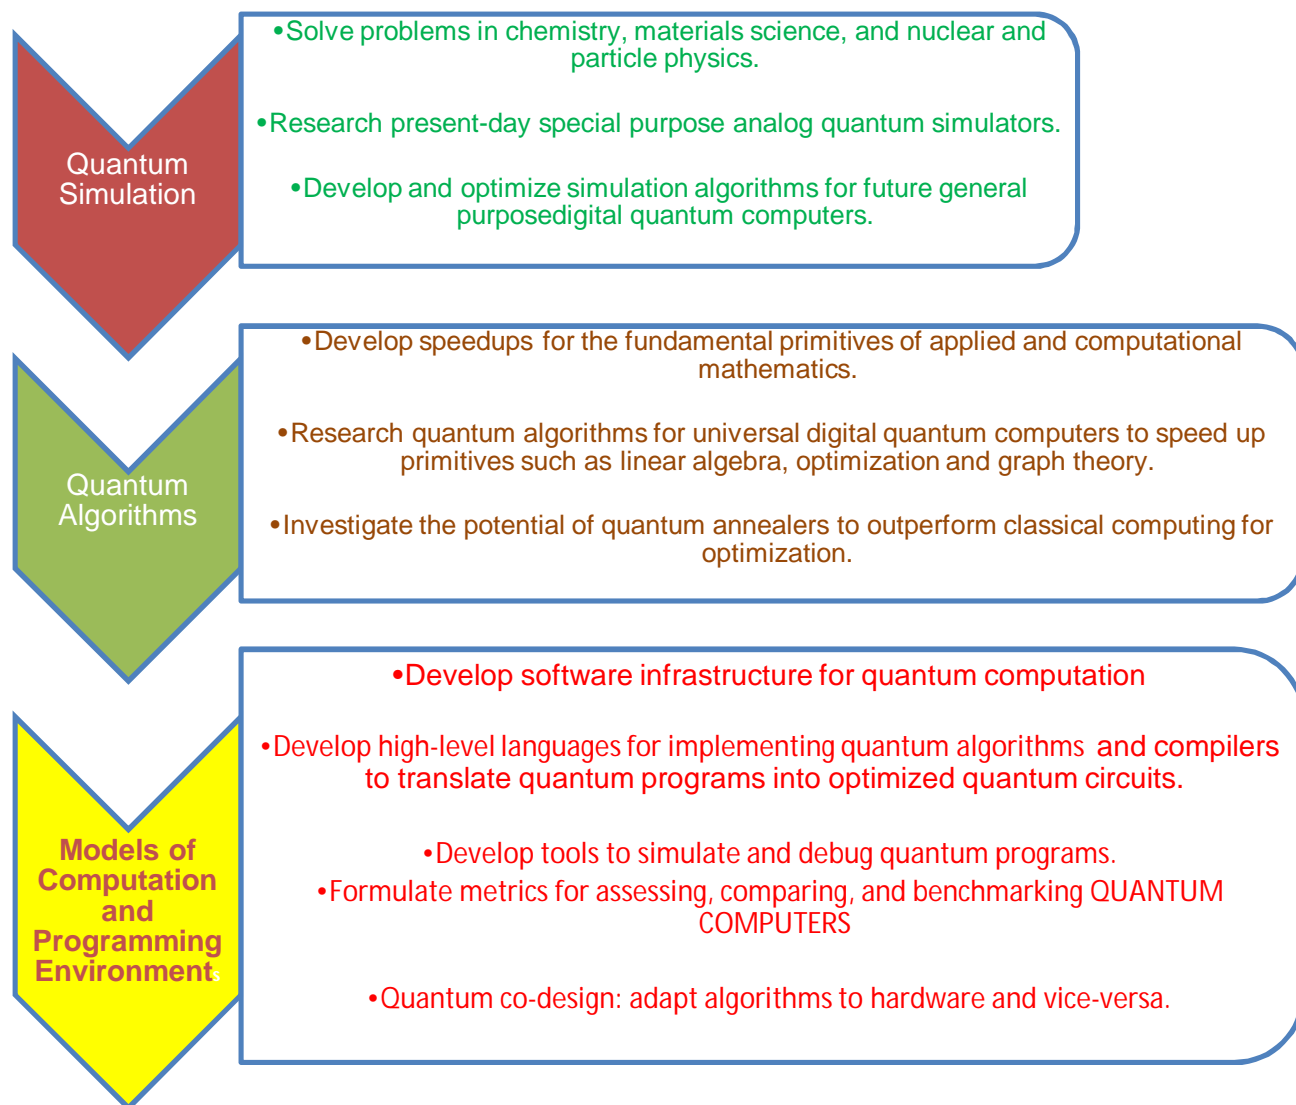 Quantum
Simulation
•Solve problems in chemistry, materials science, and nuclear and
particle physics.
•Research present-day special purpose analog quantum simulators.
•Develop and optimize simulation algorithms for future general
purposedigital quantum computers.
Quantum
Algorithms
•Develop speedups for the fundamental primitives of applied and computational
mathematics.
•Research quantum algorithms for universal digital quantum computers to speed up
primitives such as linear algebra, optimization and graph theory.
•Investigate the potential of quantum annealers to outperform classical computing for
optimization.
Models of
Computation
and
Programming
Environments
•Develop software infrastructure for quantum computation
•Develop high-level languages for implementing quantum algorithms and compilers
to translate quantum programs into optimized quantum circuits.
•Develop tools to simulate and debug quantum programs.
•Formulate metrics for assessing, comparing, and benchmarking QUANTUM
COMPUTERS
•Quantum co-design: adapt algorithms to hardware and vice-versa.